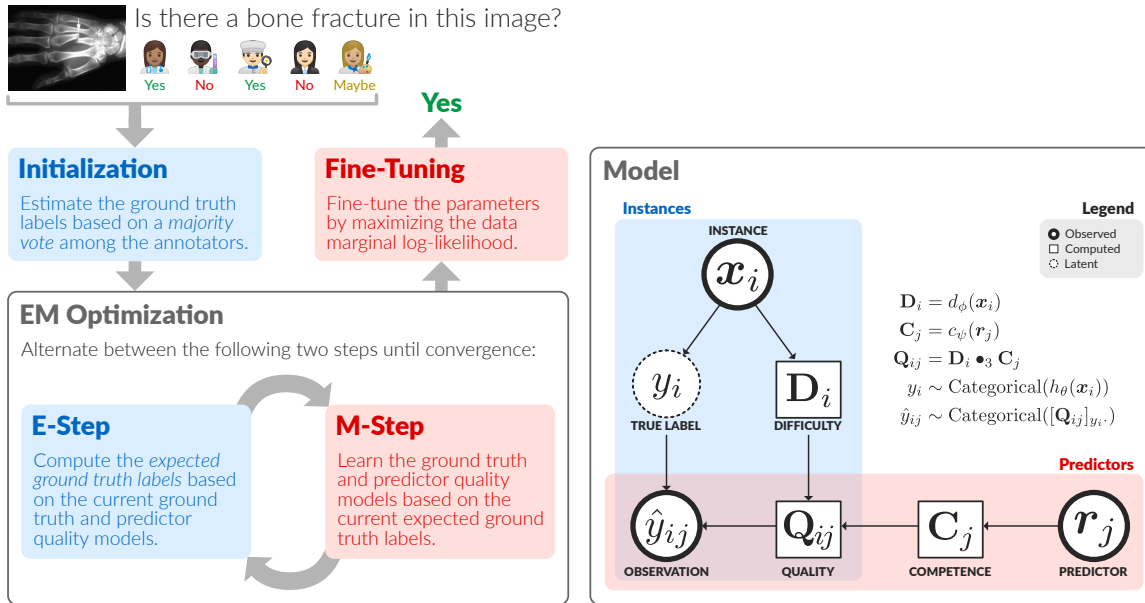 Is there a bone fracture in this image?
Yes No Yes No Maybe
Yes
Initialization
Estimate the ground truth
labels based on a majority
vote among the annotators.
Fine-Tuning
Fine-tune the parameters
by maximizing the data
marginal log-likelihood.
EM Optimization
Alternate between the following two steps until convergence:
E-Step
Compute the expected
ground truth labels based
on the current ground
truth and predictor
quality models.
M-Step
Learn the ground truth
and predictor quality
models based on the
current expected ground
truth labels.
Model
Instances
Legend
Observed
Computed
Latent
INSTANCE
x_i
y_i
TRUE LABEL
D_i
DIFFICULTY
D_i = d_ϕ(x_i)
C_j = c_ψ(r_j)
Q_ij = D_i •_3 C_j
y_i ∼ Categorical(h_θ(x_i))
ŷ_ij ∼ Categorical([Q_ij]_{y_i·})
Predictors
ŷ_ij
OBSERVATION
Q_ij
QUALITY
C_j
COMPETENCE
r_j
PREDICTOR